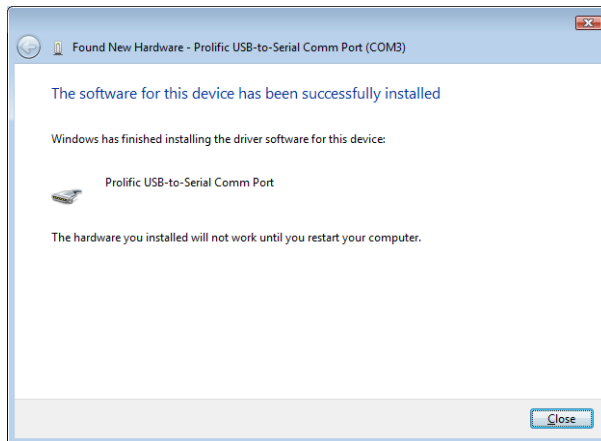 Found New Hardware - Prolific USB-to-Serial Comm Port (COM3)
The software for this device has been successfully installed
Windows has finished installing the driver software for this device:
Prolific USB-to-Serial Comm Port
The hardware you installed will not work until you restart your computer.
Close